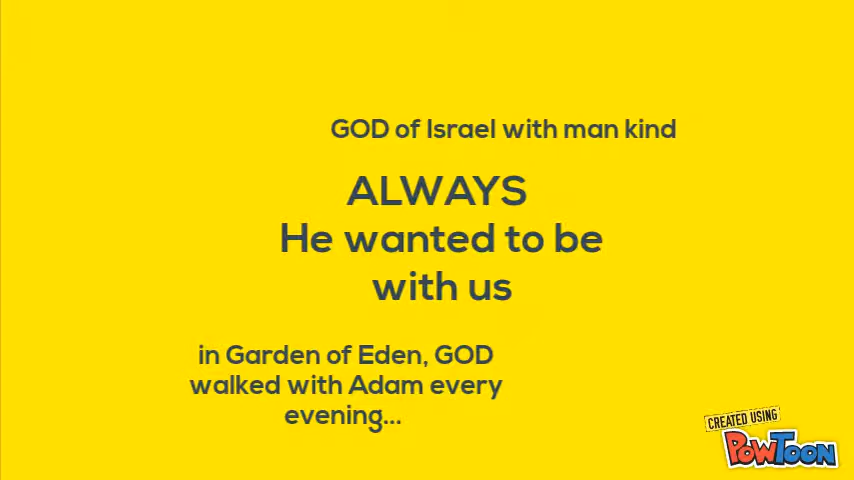 GOD of Israel with man kind
ALWAYS
He wanted to be
with us
in Garden of Eden, GOD
walked with Adam every
evening...
CREATED USING
POWTOON